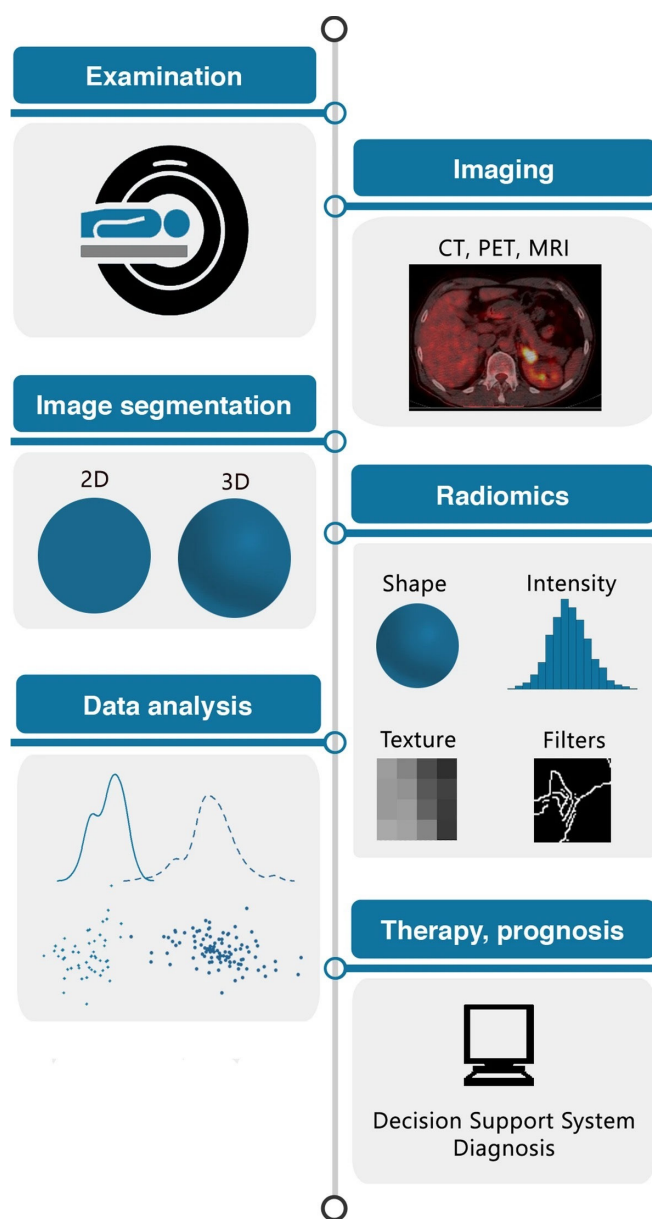 Examination
Imaging
CT, PET, MRI
Image segmentation
2D
3D
Radiomics
Shape
Intensity
Texture
Filters
Data analysis
Therapy, prognosis
Decision Support System
Diagnosis